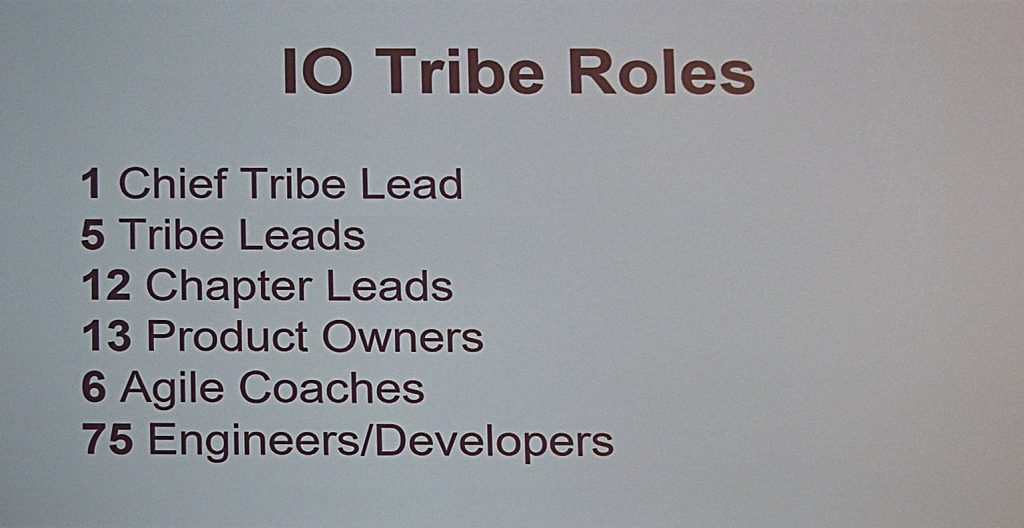 IO Tribe Roles
1 Chief Tribe Lead
5 Tribe Leads
12 Chapter Leads
13 Product Owners
6 Agile Coaches
75 Engineers/Developers